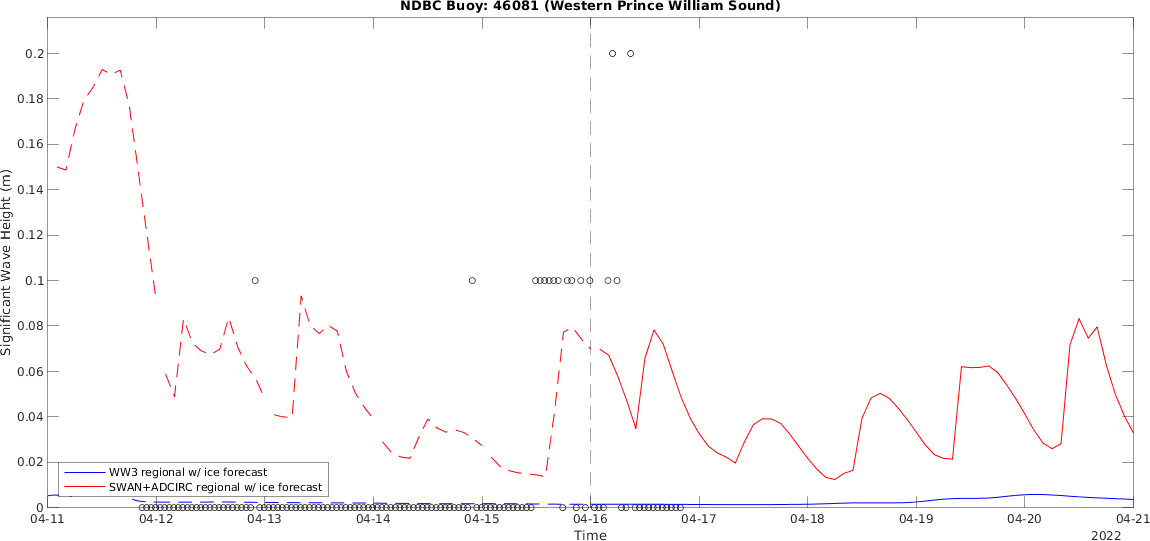 NDBC Buoy: 46081 (Western Prince William Sound)
Significant Wave Height (m)
0.2
0.18
0.16
0.14
0.12
0.1
0.08
0.06
0.04
0.02
0
WW3 regional w/ ice forecast
SWAN+ADCIRC regional w/ ice forecast
04-11 04-12 04-13 04-14 04-15 04-16 04-17 04-18 04-19 04-20 04-21
Time
2022